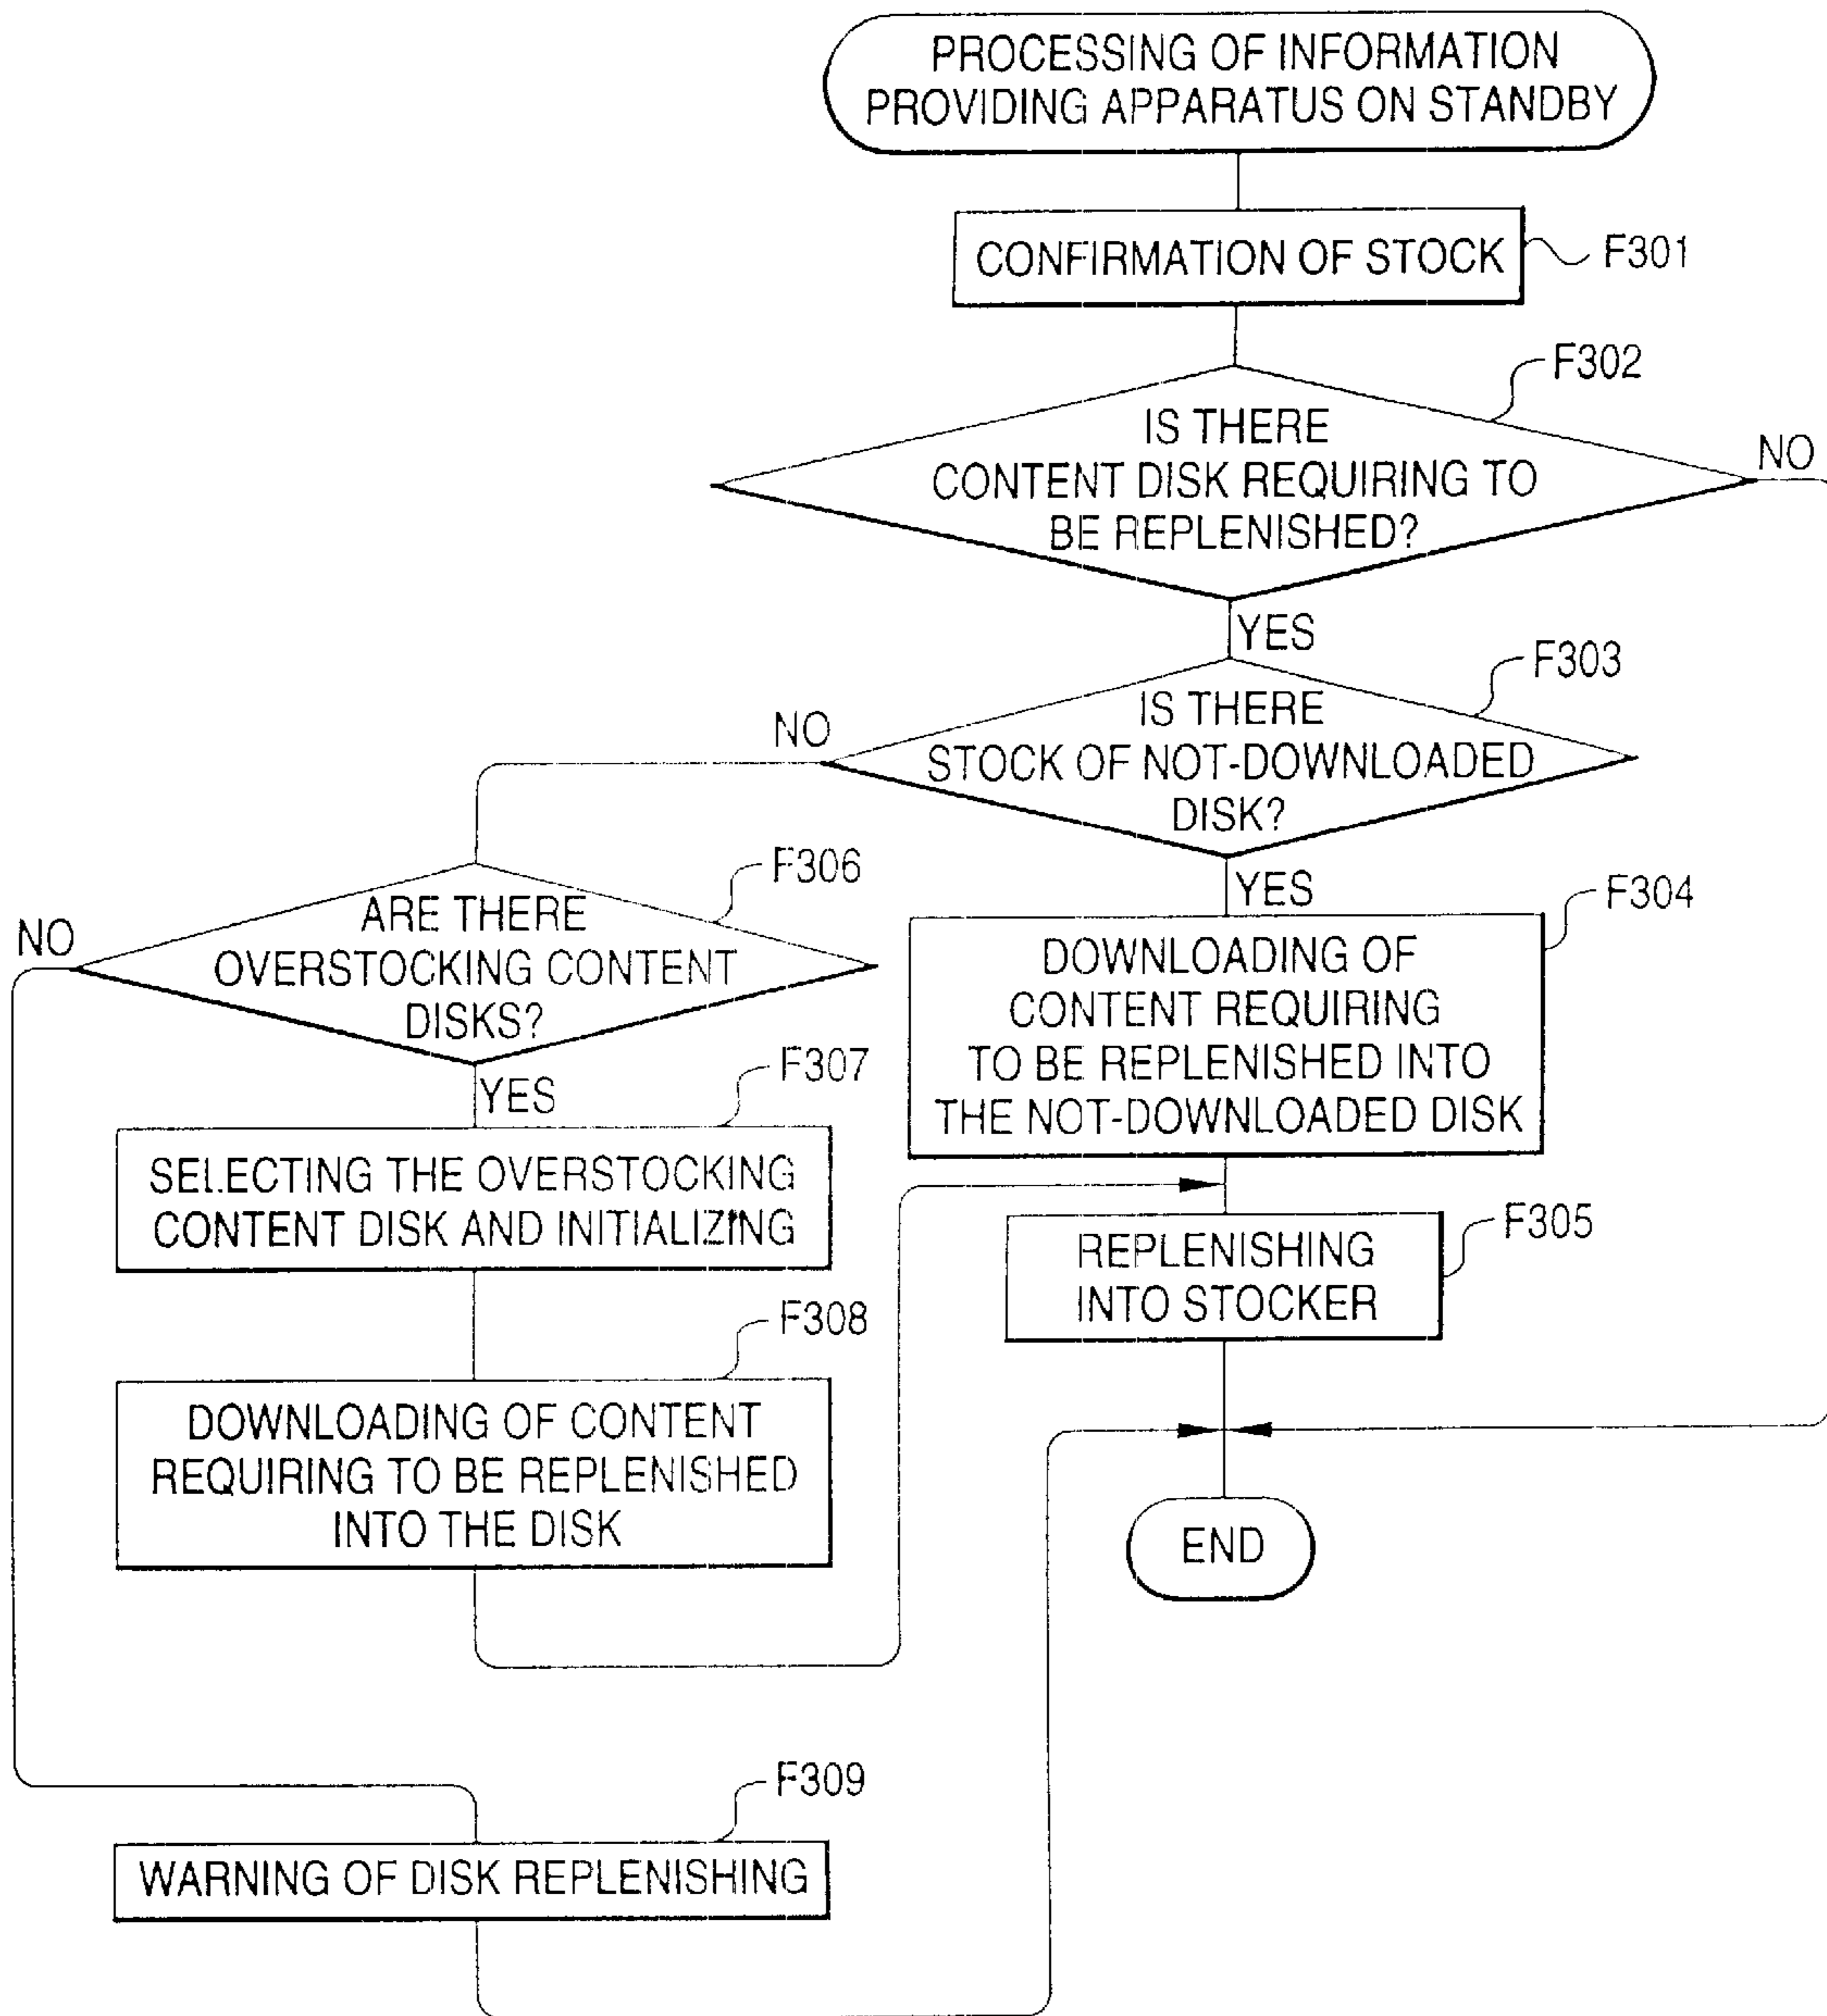 PROCESSING OF INFORMATION
PROVIDING APPARATUS ON STANDBY
CONFIRMATION OF STOCK
F301
F302
IS THERE
CONTENT DISK REQUIRING TO
BE REPLENISHED?
NO
YES
F303
IS THERE
STOCK OF NOT-DOWNLOADED
DISK?
NO
YES
F306
ARE THERE
OVERSTOCKING CONTENT
DISKS?
NO
YES
F304
DOWNLOADING OF
CONTENT REQUIRING
TO BE REPLENISHED INTO
THE NOT-DOWNLOADED DISK
F307
SELECTING THE OVERSTOCKING
CONTENT DISK AND INITIALIZING
F305
REPLENISHING
INTO STOCKER
F308
DOWNLOADING OF CONTENT
REQUIRING TO BE REPLENISHED
INTO THE DISK
END
F309
WARNING OF DISK REPLENISHING